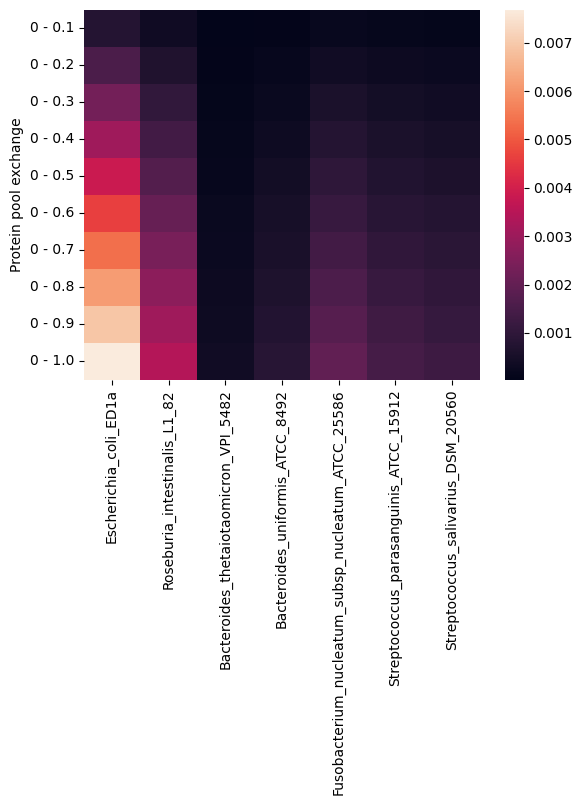 Protein pool exchange
0 - 0.1
0 - 0.2
0 - 0.3
0 - 0.4
0 - 0.5
0 - 0.6
0 - 0.7
0 - 0.8
0 - 0.9
0 - 1.0
Escherichia_coli_ED1a
Roseburia_intestinalis_L1_82
Bacteroides_thetaiotaomicron_VPI_5482
Bacteroides_uniformis_ATCC_8492
Fusobacterium_nucleatum_subsp_nucleatum_ATCC_25586
Streptococcus_parasanguinis_ATCC_15912
Streptococcus_salivarius_DSM_20560
0.007
0.006
0.005
0.004
0.003
0.002
0.001